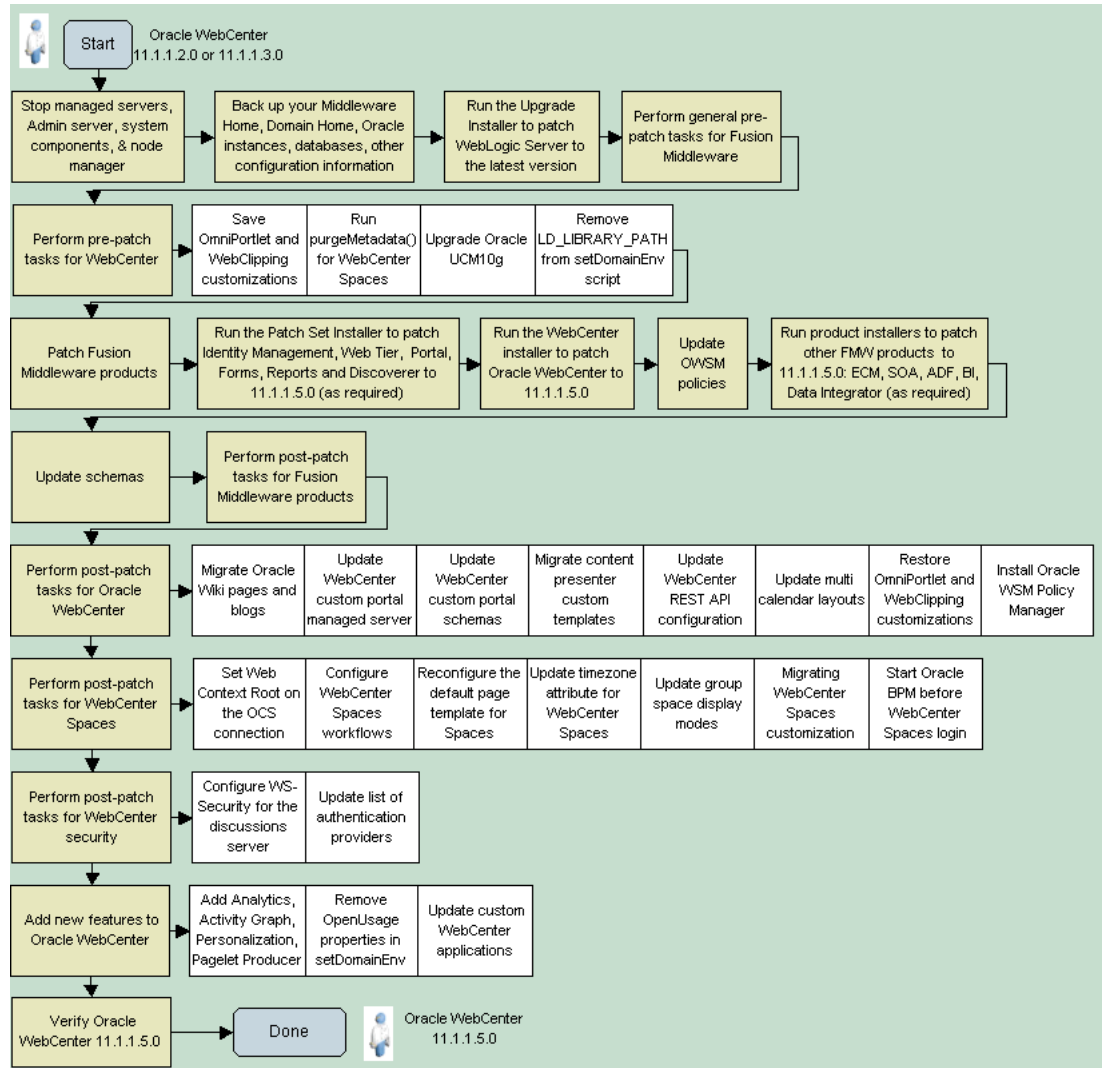 Start
Oracle WebCenter
11.1.1.2.0 or 11.1.1.3.0
Stop managed servers,
Admin server, system
components, & node
manager
Back up your Middleware
Home, Domain Home, Oracle
instances, databases, other
configuration information
Run the Upgrade
Installer to patch
WebLogic Server to
the latest version
Perform general pre-
patch tasks for Fusion
Middleware
Perform pre-patch
tasks for WebCenter
Save
OmniPortlet and
WebClipping
customizations
Run
purgeMetadata()
for WebCenter
Spaces
Upgrade Oracle
UCM10g
Remove
LD_LIBRARY_PATH
from setDomainEnv
script
Patch Fusion
Middleware products
Run the Patch Set Installer to patch
Identity Management, Web Tier, Portal,
Forms, Reports and Discoverer to
11.1.1.5.0 (as required)
Run the WebCenter
installer to patch
Oracle WebCenter to
11.1.1.5.0
Update
OWSM
policies
Run product installers to patch
other FMW products to
11.1.1.5.0: ECM, SOA, ADF, BI,
Data Integrator (as required)
Update schemas
Perform post-patch
tasks for Fusion
Middleware products
Perform post-patch
tasks for Oracle
WebCenter
Migrate Oracle
Wiki pages and
blogs
Update
WebCenter
custom portal
managed server
Update
WebCenter
custom portal
schemas
Migrate content
presenter
custom
templates
Update
WebCenter
REST API
configuration
Update multi
calendar layouts
Restore
OmniPortlet and
WebClipping
customizations
Install Oracle
WSM Policy
Manager
Perform post-patch
tasks for WebCenter
Spaces
Set Web
Context Root on
the OCS
connection
Configure
WebCenter
Spaces
workflows
Reconfigure the
default page
template for
Spaces
Update timezone
attribute for
WebCenter
Spaces
Update group
space display
modes
Migrating
WebCenter
Spaces
customization
Start Oracle
BPM before
WebCenter
Spaces login
Perform post-patch
tasks for WebCenter
security
Configure WS-
Security for the
discussions
server
Update list of
authentication
providers
Add new features to
Oracle WebCenter
Add Analytics,
Activity Graph,
Personalization,
Pagelet Producer
Remove
OpenUsage
properties in
setDomainEnv
Update custom
WebCenter
applications
Verify Oracle
WebCenter 11.1.1.5.0
Done
Oracle WebCenter
11.1.1.5.0